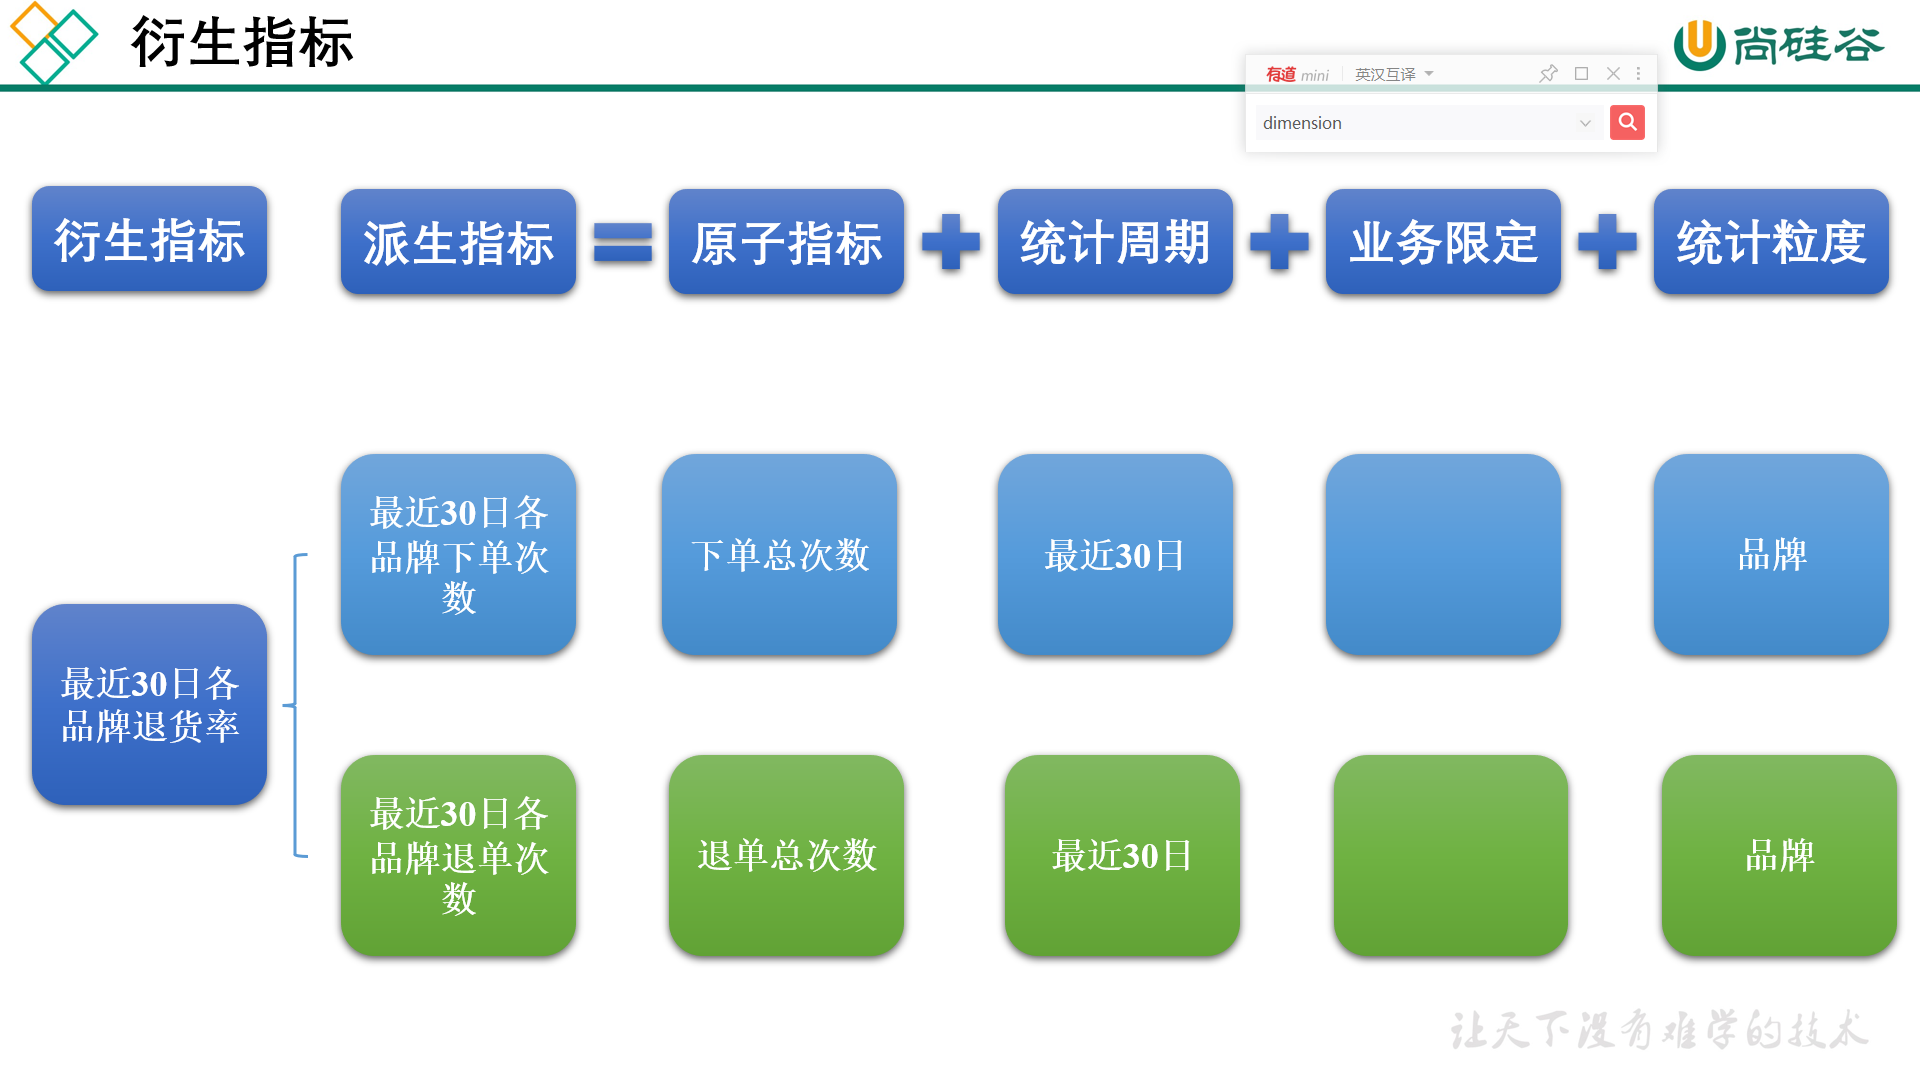 衍生指标
尚硅谷
有道 mini 英汉互译
dimension
衍生指标 派生指标 = 原子指标 + 统计周期 + 业务限定 + 统计粒度
最近30日各
品牌下单次
数
下单总次数
最近30日
品牌
最近30日各
品牌退货率
最近30日各
品牌退单次
数
退单总次数
最近30日
品牌
让天下没有难学的技术